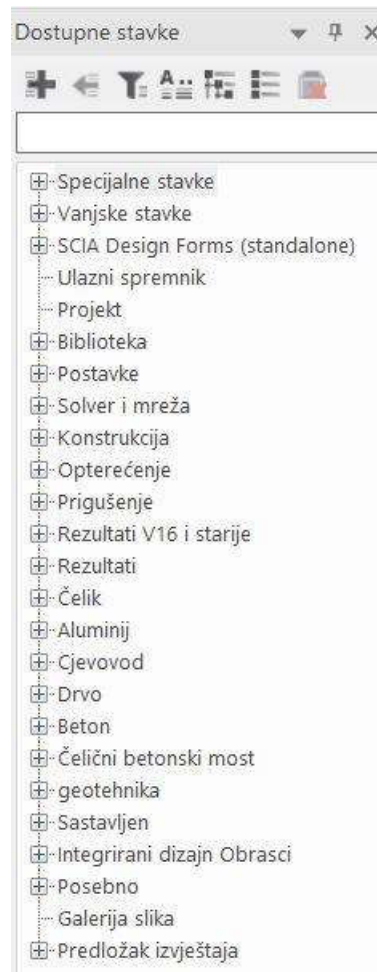 Dostupne stavke
Specijalne stavke
Vanjske stavke
SCIA Design Forms (standalone)
Ulazni spremnik
Projekt
Biblioteka
Postavke
Solver i mreža
Konstrukcija
Opterećenje
Prigušenje
Rezultati V16 i starije
Rezultati
Čelik
Aluminij
Cjevovod
Drvo
Beton
Čelični betonski most
geotehnika
Sastavljen
Integrirani dizajn Obrasci
Posebno
Galerija slika
Predložak izvještaja